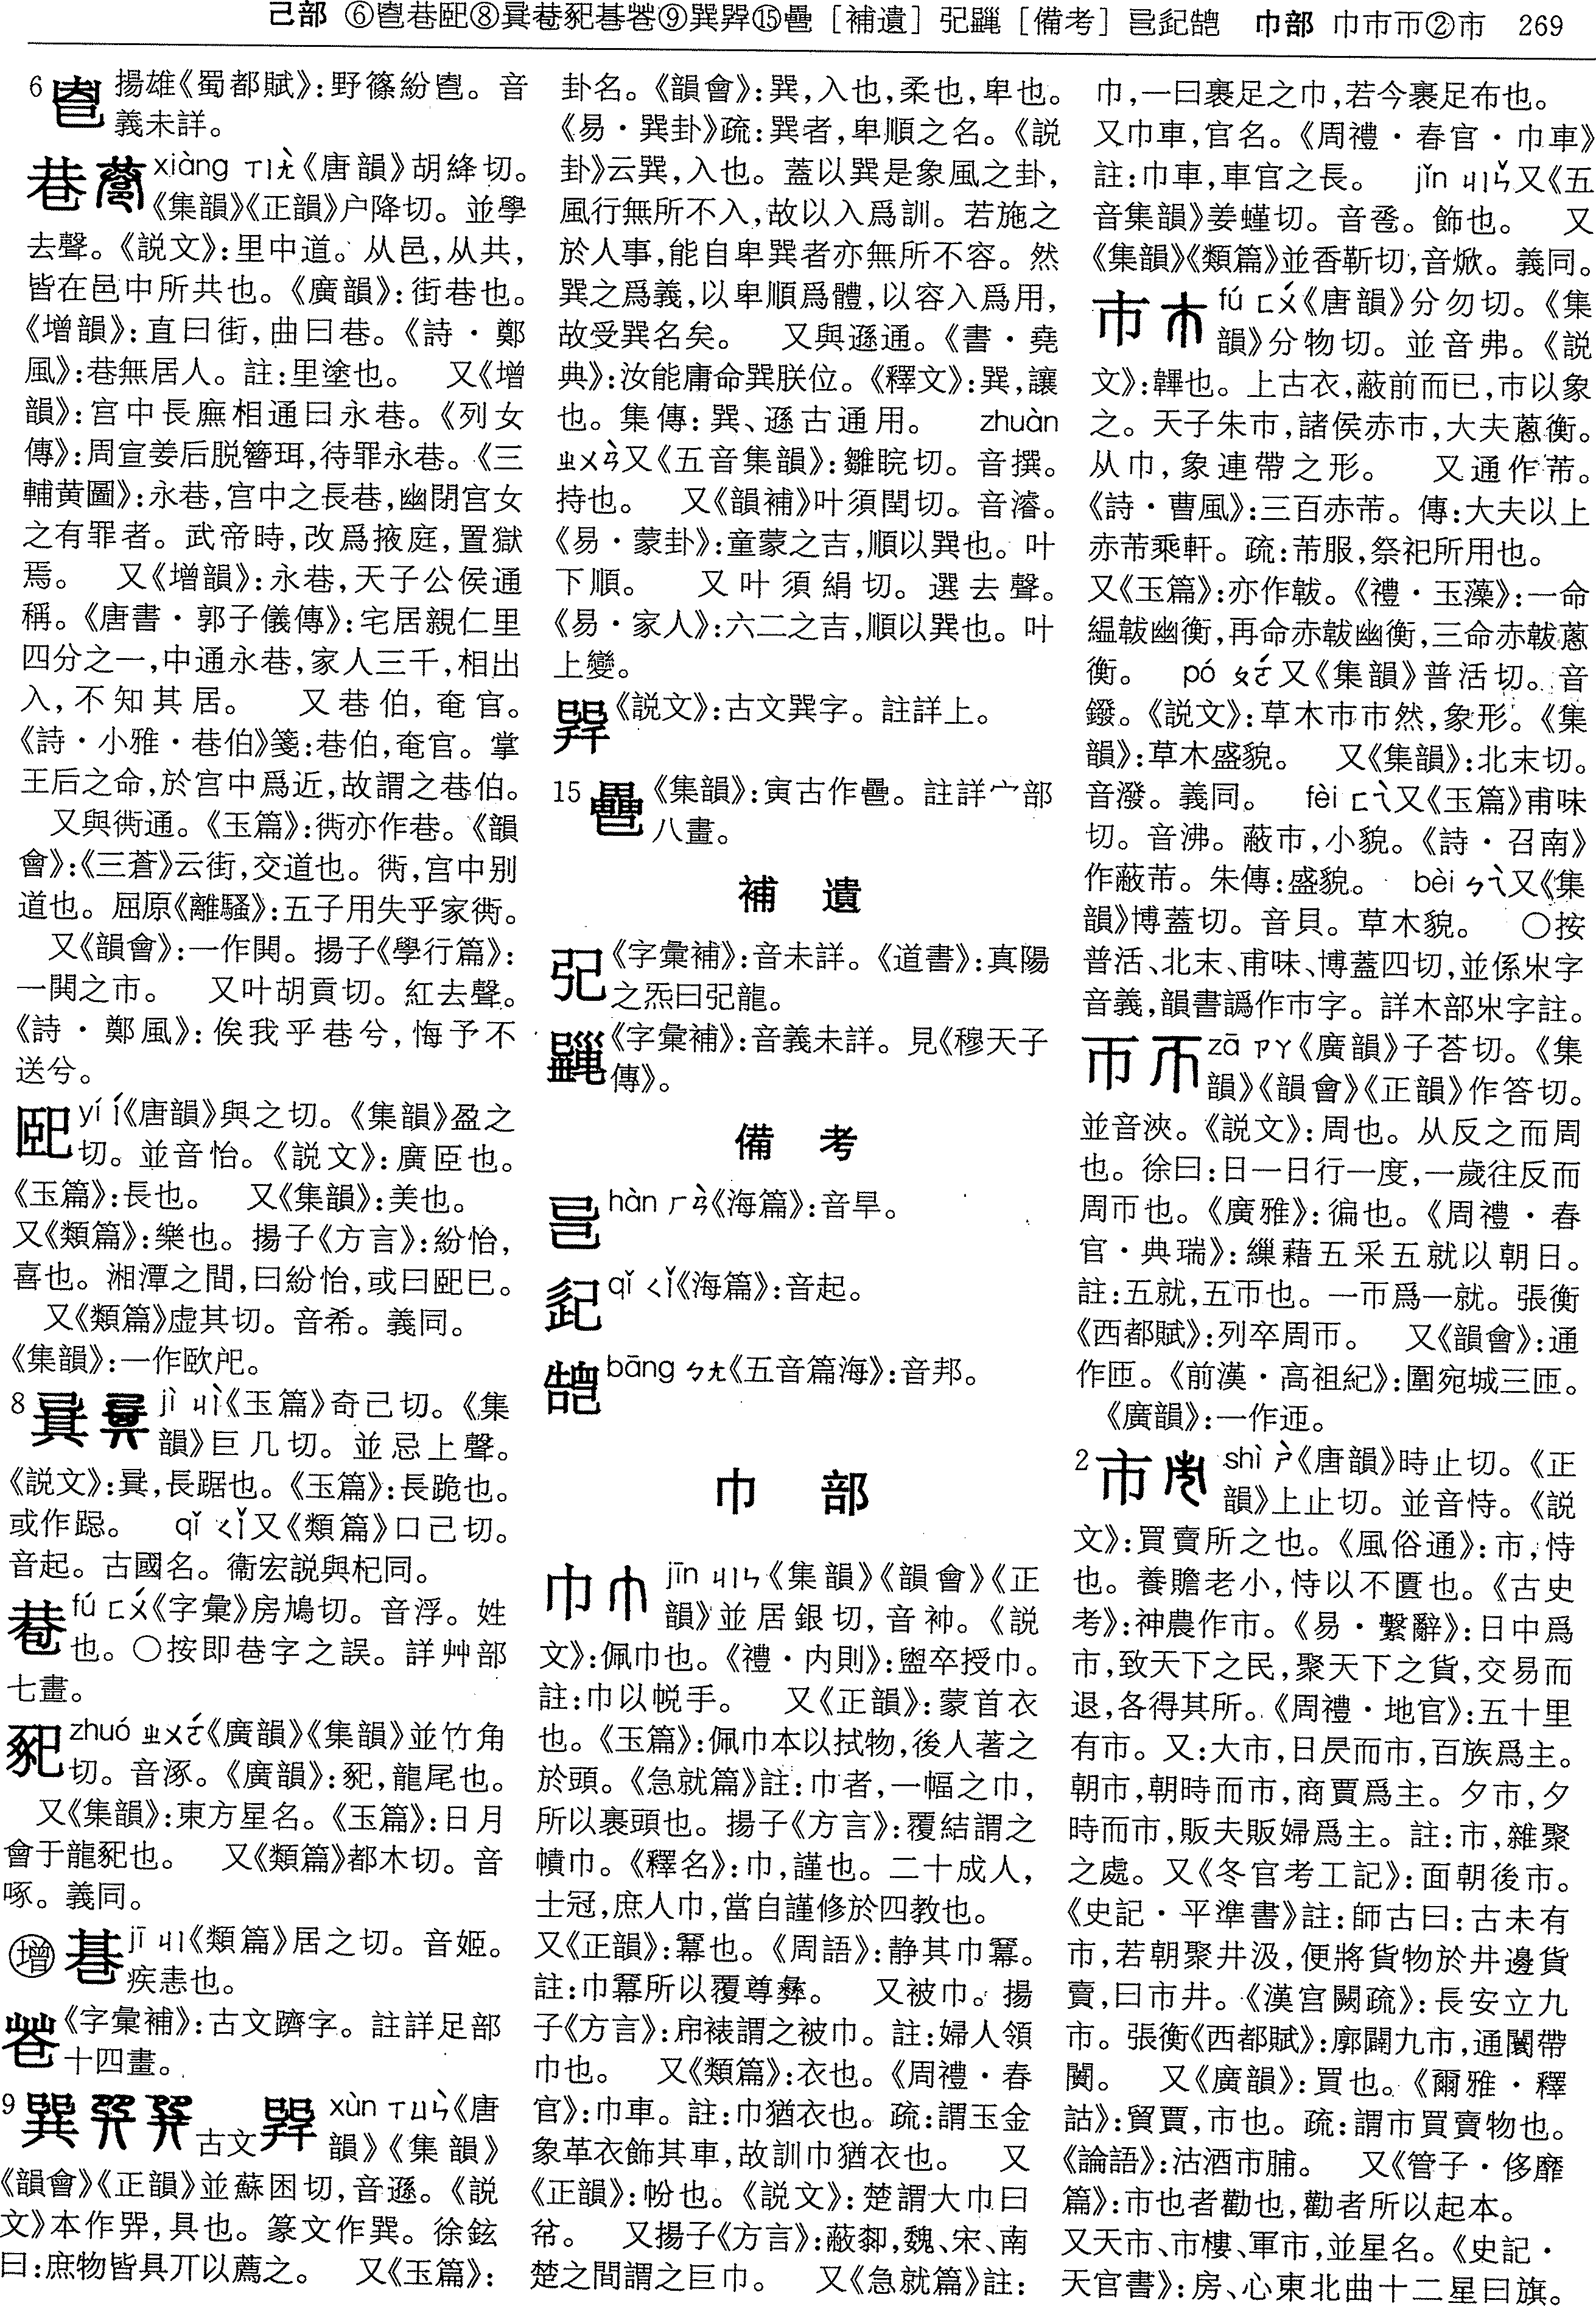 己部 ⑥巷⑧⑨巽⑮［補遺］［備考］ 巾部 巾巿帀②市 269
6 揚雄《蜀都賦》：野篠紛。音
義未詳。
巷 xiàng ㄒㄧㄤˋ《唐韻》胡絳切。
《集韻》《正韻》户降切。並學
去聲。《説文》：里中道。从邑，从共，
皆在邑中所共也。《廣韻》：街巷也。
《增韻》：直曰街，曲曰巷。《詩·鄭
風》：巷無居人。註：里塗也。　又《增
韻》：宫中長廡相通曰永巷。《列女
傳》：周宣姜后脱簪珥，待罪永巷。《三
輔黄圖》：永巷，宫中之長巷，幽閉宫女
之有罪者。武帝時，改爲掖庭，置獄
焉。　又《增韻》：永巷，天子公侯通
稱。《唐書·郭子儀傳》：宅居親仁里
四分之一，中通永巷，家人三千，相出
入，不知其居。　又巷伯，奄官。
《詩·小雅·巷伯》箋：巷伯，奄官。掌
王后之命，於宫中爲近，故謂之巷伯。
又與衖通。《玉篇》：衖亦作巷。《韻
會》：《三蒼》云街，交道也。衖，宫中别
道也。屈原《離騷》：五子用失乎家衖。
又《韻會》：一作閧。揚子《學行篇》：
一閧之市。　又叶胡貢切。紅去聲。
《詩·鄭風》：俟我乎巷兮，悔予不
送兮。
巸 yí ㄧˊ《唐韻》與之切。《集韻》盈之
切。並音怡。《説文》：廣𦣞也。
《玉篇》：長也。　又《集韻》：美也。
又《類篇》：樂也。揚子《方言》：紛怡，
喜也。湘潭之間，曰紛怡，或曰巸巳。
又《類篇》虚其切。音希。義同。
《集韻》：一作。
8 㠱 jì ㄐㄧˋ《玉篇》奇己切。《集
韻》巨几切。並忌上聲。
《説文》：㠱，長踞也。《玉篇》：長跪也。
或作䟇。　qǐ ㄑㄧˇ又《類篇》口己切。
音起。古國名。衞宏説與杞同。
fú ㄈㄨˊ《字彙》房鳩切。音浮。姓
也。〇按即字之誤。詳艸部
七畫。
zhuó ㄓㄨㄛˊ《廣韻》《集韻》並竹角
切。音涿。《廣韻》：，龍尾也。
又《集韻》：東方星名。《玉篇》：日月
會于龍也。　又《類篇》都木切。音
啄。義同。
增 jī ㄐㄧ《類篇》居之切。音姬。
疾恚也。
《字彙補》：古文躋字。註詳足部
十四畫。
9 巽 古文 xùn ㄒㄩㄣˋ《唐
韻》《集韻》
《韻會》《正韻》並蘇困切，音遜。《説
文》本作，具也。篆文作巽。徐鉉
曰：庶物皆具丌以薦之。　又《玉篇》：
卦名。《韻會》：巽，入也，柔也，卑也。
《易·巽卦》疏：巽者，卑順之名。《説
卦》云巽，入也。蓋以巽是象風之卦，
風行無所不入，故以入爲訓。若施之
於人事，能自卑巽者亦無所不容。然
巽之爲義，以卑順爲體，以容入爲用，
故受巽名矣。　又與遜通。《書·堯
典》：汝能庸命巽朕位。《釋文》：巽，讓
也。集傳：巽、遜古通用。　zhuàn
ㄓㄨㄢˋ又《五音集韻》：雛睆切。音撰。
持也。　又《韻補》叶須閏切。音濬。
《易·蒙卦》：童蒙之吉，順以巽也。叶
下順。　又叶須絹切。選去聲。
《易·家人》：六二之吉，順以巽也。叶
上變。
《説文》：古文巽字。註詳上。
15 《集韻》：寅古作。註詳宀部
八畫。
補遺
《字彙補》：音未詳。《道書》：真陽
之炁曰龍。
《字彙補》：音義未詳。見《穆天子
傳》。
備考
hàn ㄏㄢˋ《海篇》：音旱。
qǐ ㄑㄧˇ《海篇》：音起。
bāng ㄅㄤ《五音篇海》：音邦。
巾部
巾 jīn ㄐㄧㄣ《集韻》《韻會》《正
韻》並居銀切，音衶。《説
文》：佩巾也。《禮·内則》：盥卒授巾。
註：巾以帨手。　又《正韻》：蒙首衣
也。《玉篇》：佩巾本以拭物，後人著之
於頭。《急就篇》註：巾者，一幅之巾，
所以裹頭也。揚子《方言》：覆結謂之
幘巾。《釋名》：巾，謹也。二十成人，
士冠，庶人巾，當自謹修於四教也。
又《正韻》：冪也。《周語》：静其巾冪。
註：巾冪所以覆尊彝。　又被巾。揚
子《方言》：帍裱謂之被巾。註：婦人領
巾也。　又《類篇》：衣也。《周禮·春
官》：巾車。註：巾猶衣也。疏：謂玉金
象革衣飾其車，故訓巾猶衣也。　又
《正韻》：帉也。《説文》：楚謂大巾曰
帉。　又揚子《方言》：蔽厀，魏、宋、南
楚之間謂之巨巾。　又《急就篇》註：
巾，一曰裹足之巾，若今裹足布也。
又巾車，官名。《周禮·春官·巾車》
註：巾車，車官之長。　jǐn ㄐㄧㄣˇ又《五
音集韻》姜螼切。音卺。飾也。　又
《集韻》《類篇》並香靳切，音焮。義同。
巿 fú ㄈㄨˊ《唐韻》分勿切。《集
韻》分物切。並音弗。《説
文》：韠也。上古衣，蔽前而已，巿以象
之。天子朱巿，諸侯赤巿，大夫蔥衡。
从巾，象連帶之形。　又通作芾。
《詩·曹風》：三百赤芾。傳：大夫以上
赤芾乘軒。疏：芾服，祭祀所用也。
又《玉篇》：亦作韍。《禮·玉藻》：一命
緼韍幽衡，再命赤韍幽衡，三命赤韍蔥
衡。　pó ㄆㄛˊ又《集韻》普活切。音
鏺。《説文》：草木巿巿然，象形。《集
韻》：草木盛貌。　又《集韻》：北末切。
音潑。義同。　fèi ㄈㄟˋ又《玉篇》甫味
切。音沸。蔽巿，小貌。《詩·召南》
作蔽芾。朱傳：盛貌。　bèi ㄅㄟˋ又《集
韻》博蓋切。音貝。草木貌。　〇按
普活、北末、甫味、博蓋四切，並係𣎵字
音義，韻書譌作巿字。詳木部𣎵字註。
帀 zā ㄗㄚ《廣韻》子荅切。《集
韻》《韻會》《正韻》作答切。
並音浹。《説文》：周也。从反之而周
也。徐曰：日一日行一度，一歲往反而
周帀也。《廣雅》：徧也。《周禮·春
官·典瑞》：繅藉五采五就以朝日。
註：五就，五帀也。一帀爲一就。張衡
《西都賦》：列卒周帀。　又《韻會》：通
作匝。《前漢·高祖紀》：圍宛城三匝。
《廣韻》：一作迊。
2 市 shì ㄕˋ《唐韻》時止切。《正
韻》上止切。並音恃。《説
文》：買賣所之也。《風俗通》：市，恃
也。養贍老小，恃以不匱也。《古史
考》：神農作市。《易·繫辭》：日中爲
市，致天下之民，聚天下之貨，交易而
退，各得其所。《周禮·地官》：五十里
有市。又：大市，日昃而市，百族爲主。
朝市，朝時而市，商賈爲主。夕市，夕
時而市，販夫販婦爲主。註：市，雜聚
之處。又《冬官考工記》：面朝後市。
《史記·平準書》註：師古曰：古未有
市，若朝聚井汲，便將貨物於井邊貨
賣，曰市井。《漢宫闕疏》：長安立九
市。張衡《西都賦》：廓闢九市，通闤帶
闠。　又《廣韻》：買也。《爾雅·釋
詁》：貿賈，市也。疏：謂市買賣物也。
《論語》：沽酒市脯。　又《管子·侈靡
篇》：市也者勸也，勸者所以起本。
又天市、市樓、軍市，並星名。《史記·
天官書》：房、心東北曲十二星曰旗。